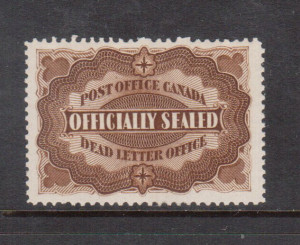 POST OFFICE CANADA
OFFICIALLY SEALED
DEAD LETTER OFFICE